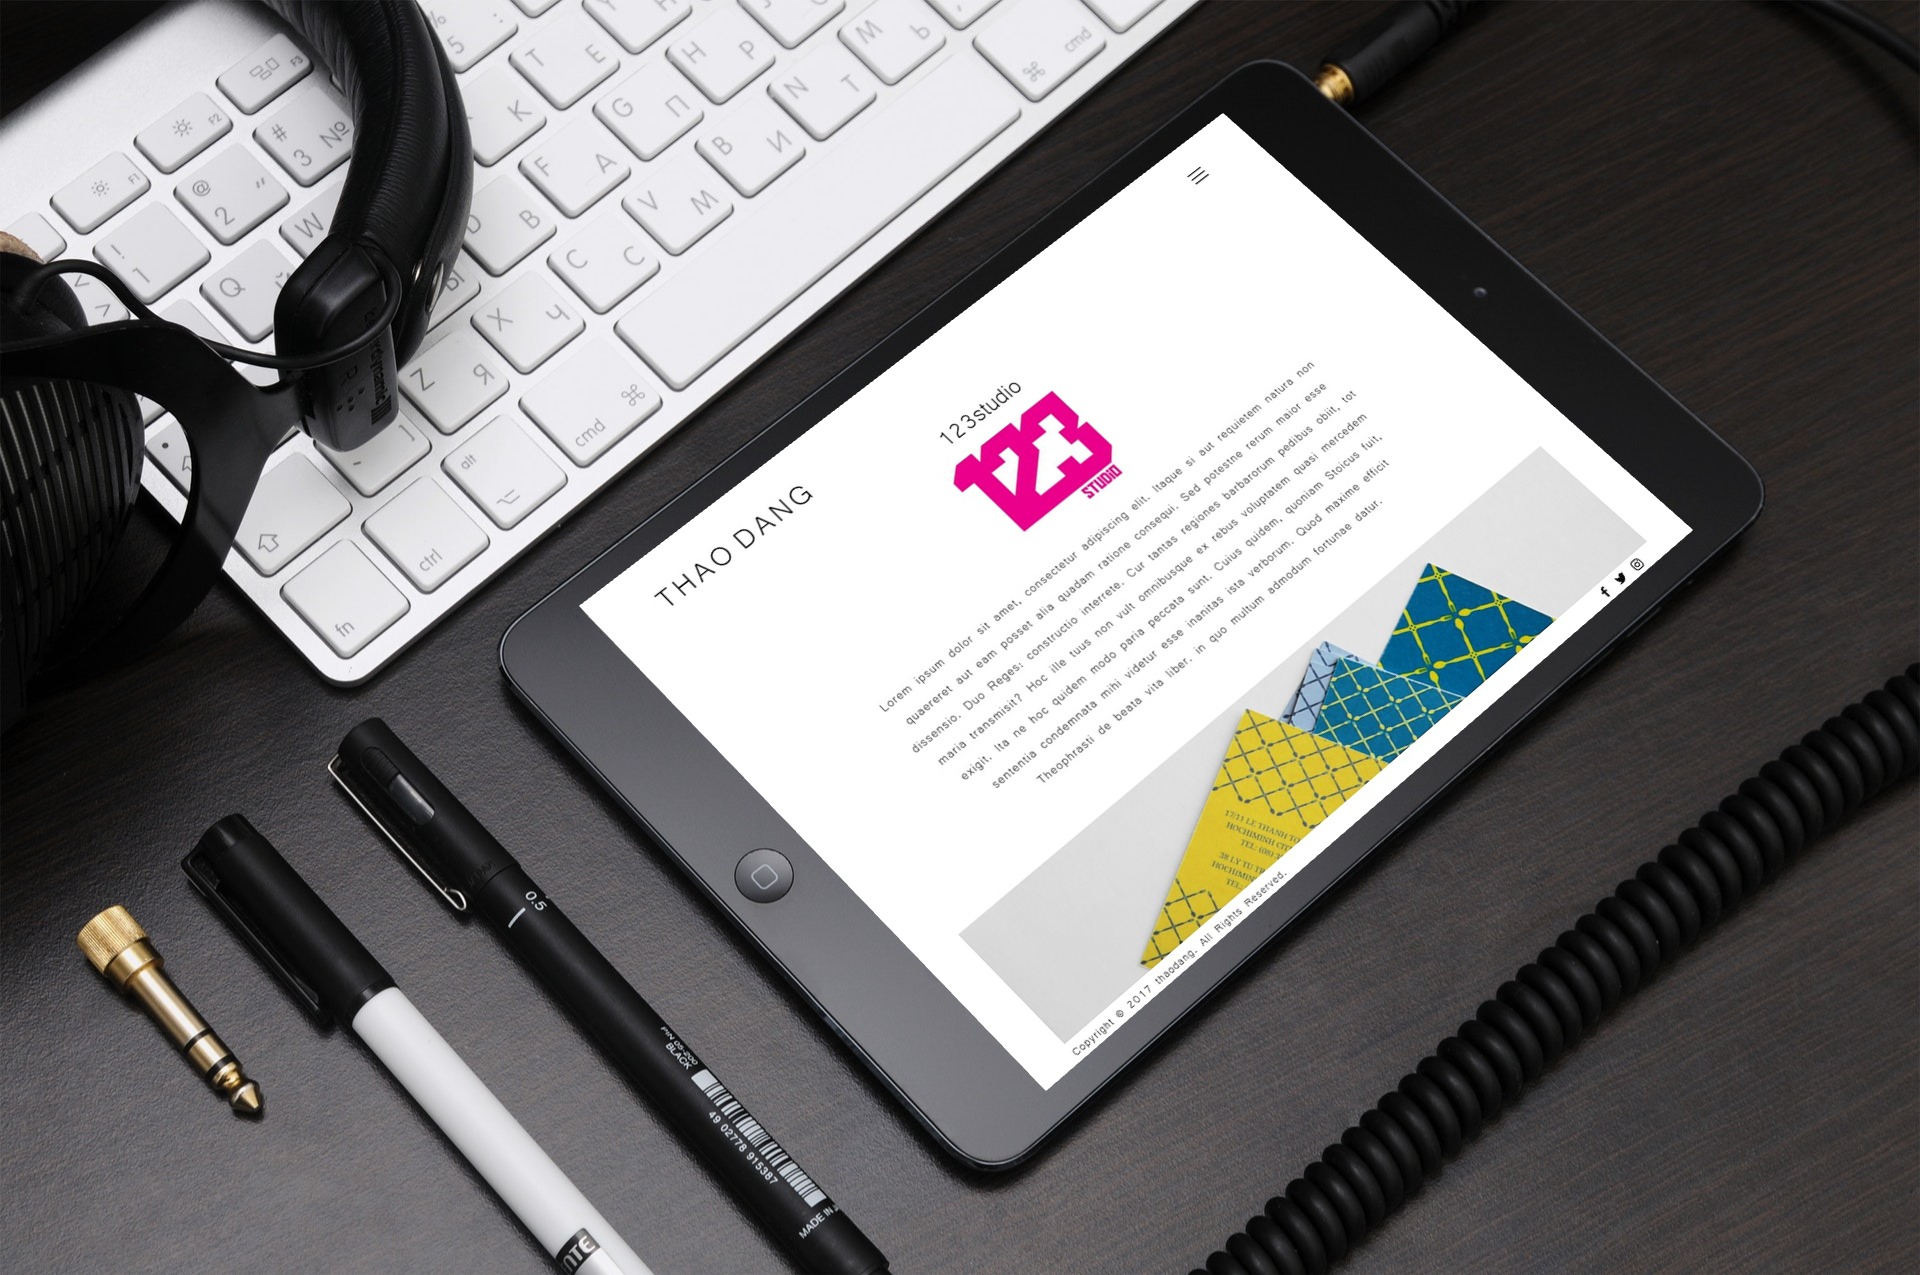 THAO DANG
123studio
123
STUDIO
Lorem ipsum dolor sit amet, consectetur adipiscing elit. Itaque si aut requietem natura non
quaereret aut eam posset alia quadam ratione consequi. Sed potestne rerum maior esse
dissensio. Duo Reges: constructio interrete. Cur tantas regiones barbarorum pedibus obiit, tot
maria transmisit? Hoc ille tuus non vult omnibusque ex rebus voluptatem quasi mercedem
exigit. Ita ne hoc quidem modo paria peccata sunt. Cuius quidem, quoniam Stoicus fuit,
sententia condemnata mihi videtur esse inanitas ista verborum. Quod maxime efficit
Theophrasti de beata vita liber, in quo multum admodum fortunae datur.
17/11 LE THANH TO
HOCHIMINH CIT
TEL: (08)
38 LY TU TR
HOCHIMIN
TEL:
Copyright © 2017 thaodang. All Rights Reserved.
F3
F2
F1
% 5 :
# 3 №
@ 2 "
! 1
T E
H P
M Ь
cmd ⌘
K
G П
N T
F A
B И
W
D В
V М
Q Й
Ы
C С
X Ч
Z Я
⌘ cmd
alt ⌥
ctrl
fn
R
0.5
PIN 05-200
BLACK
49 02778 915387
MADE IN
NTE